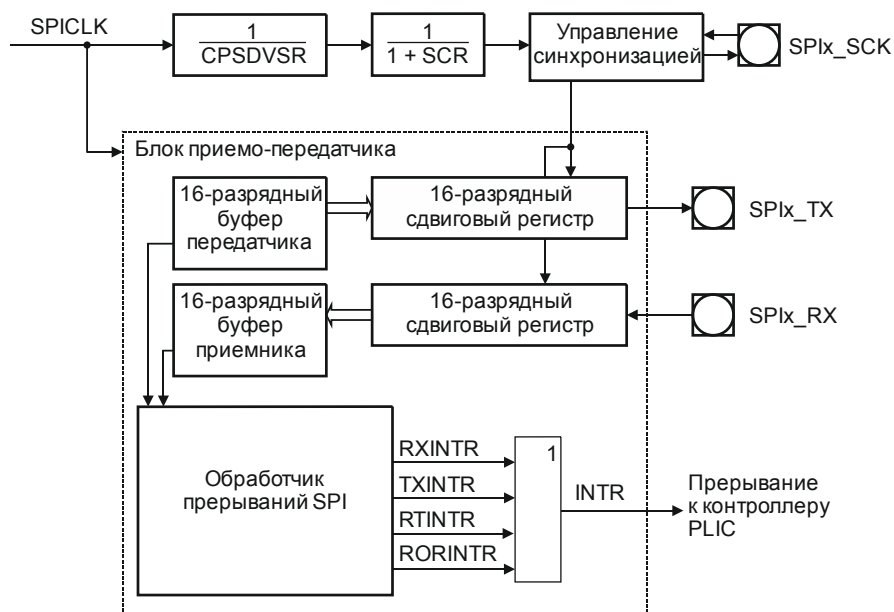 SPICLK
1
CPSDVSR
1
1 + SCR
Управление
синхронизацией
SPIx_SCK
Блок приемо-передатчика
16-разрядный
буфер
передатчика
16-разрядный
сдвиговый регистр
SPIx_TX
16-разрядный
буфер
приемника
16-разрядный
сдвиговый регистр
SPIx_RX
Обработчик
прерываний SPI
RXINTR
TXINTR
RTINTR
RORINTR
1
INTR
Прерывание
к контроллеру
PLIC